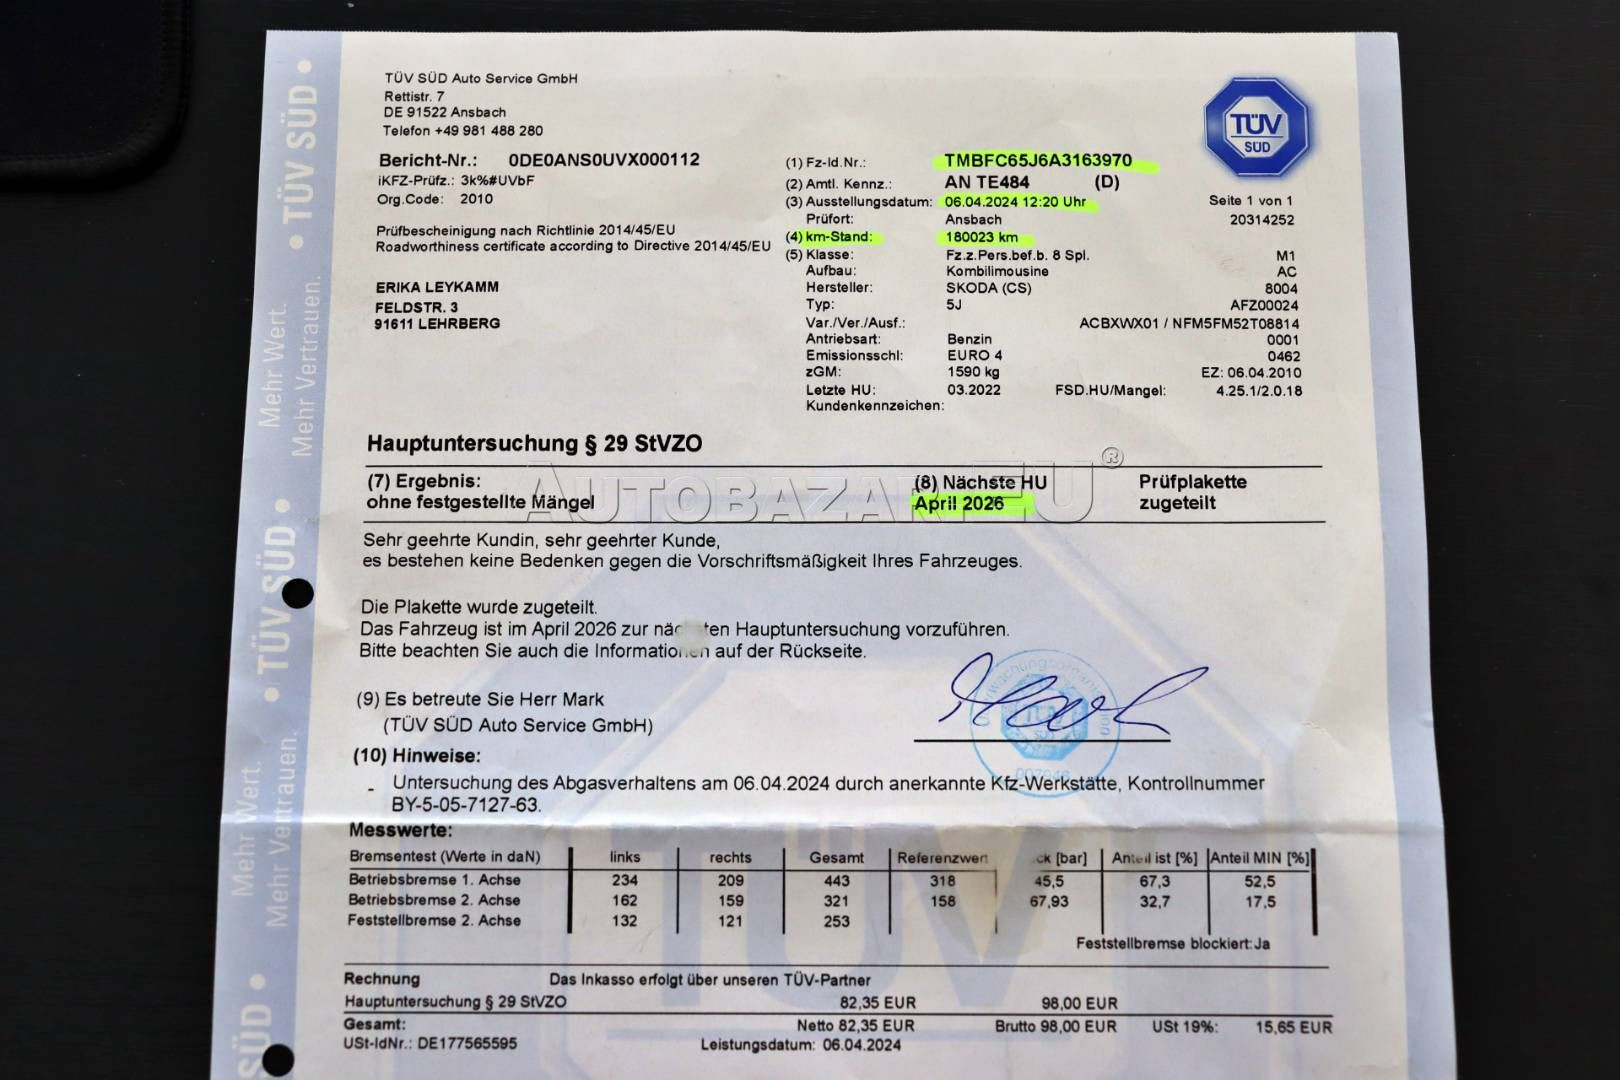 TÜV SÜD Auto Service GmbH
Rettistr. 7
DE 91522 Ansbach
Telefon +49 981 488 280
TÜV
SÜD
Bericht-Nr.: 0DE0ANS0UVX000112
iKFZ-Prüfz.: 3k%#UVbF
Org.Code: 2010
Prüfbescheinigung nach Richtlinie 2014/45/EU
Roadworthiness certificate according to Directive 2014/45/EU
ERIKA LEYKAMM
FELDSTR. 3
91611 LEHRBERG
(1) Fz-Id.Nr.: TMBFC65J6A3163970
(2) Amtl. Kennz.: AN TE484 (D)
(3) Ausstellungsdatum: 06.04.2024 12:20 Uhr Seite 1 von 1
Prüfort: Ansbach 20314252
(4) km-Stand: 180023 km
(5) Klasse: Fz.z.Pers.bef.b. 8 Spl. M1
Aufbau: Kombilimousine AC
Hersteller: SKODA (CS) 8004
Typ: 5J AFZ00024
Var./Ver./Ausf.: ACBXWX01 / NFM5FM52T08814
Antriebsart: Benzin 0001
Emissionsschl: EURO 4 0462
zGM: 1590 kg EZ: 06.04.2010
Letzte HU: 03.2022 FSD.HU/Mangel: 4.25.1/2.0.18
Kundenkennzeichen:
Hauptuntersuchung § 29 StVZO
(7) Ergebnis: (8) Nächste HU Prüfplakette
ohne festgestellte Mängel April 2026 zugeteilt
AUTOBAZAR.EU®
Sehr geehrte Kundin, sehr geehrter Kunde,
es bestehen keine Bedenken gegen die Vorschriftsmäßigkeit Ihres Fahrzeuges.
Die Plakette wurde zugeteilt.
Das Fahrzeug ist im April 2026 zur nächsten Hauptuntersuchung vorzuführen.
Bitte beachten Sie auch die Informationen auf der Rückseite.
(9) Es betreute Sie Herr Mark
(TÜV SÜD Auto Service GmbH)
TÜV
SÜD
(10) Hinweise:
- Untersuchung des Abgasverhaltens am 06.04.2024 durch anerkannte Kfz-Werkstätte, Kontrollnummer
BY-5-05-7127-63.
Messwerte:
Bremsentest (Werte in daN) links rechts Gesamt Referenzwert ck [bar] Anteil ist [%] Anteil MIN [%]
Betriebsbremse 1. Achse 234 209 443 318 45,5 67,3 52,5
Betriebsbremse 2. Achse 162 159 321 158 67,93 32,7 17,5
Feststellbremse 2. Achse 132 121 253
Feststellbremse blockiert:Ja
Rechnung Das Inkasso erfolgt über unseren TÜV-Partner
Hauptuntersuchung § 29 StVZO 82,35 EUR 98,00 EUR
Gesamt: Netto 82,35 EUR Brutto 98,00 EUR USt 19%: 15,65 EUR
USt-IdNr.: DE177565595 Leistungsdatum: 06.04.2024
TÜV SÜD
Mehr Wert.
Mehr Vertrauen.
TÜV SÜD
Mehr Wert.
Mehr Vertrauen.
SÜD
TÜV